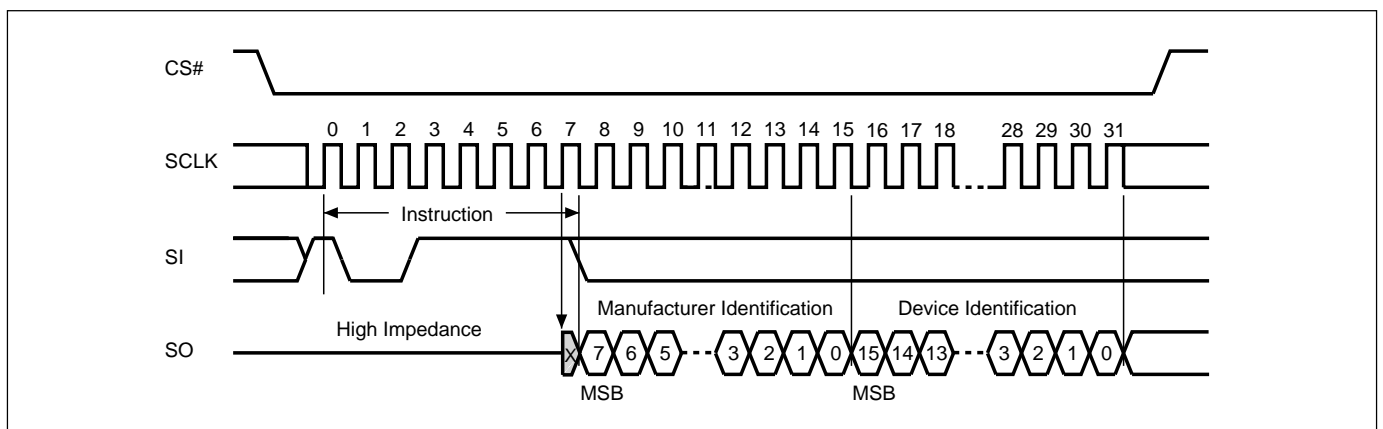 CS#
0 1 2 3 4 5 6 7 8 9 10 11 12 13 14 15 16 17 18 28 29 30 31
SCLK
Instruction
SI
Manufacturer Identification Device Identification
High Impedance
SO X 7 6 5 3 2 1 0 15 14 13 3 2 1 0
MSB MSB